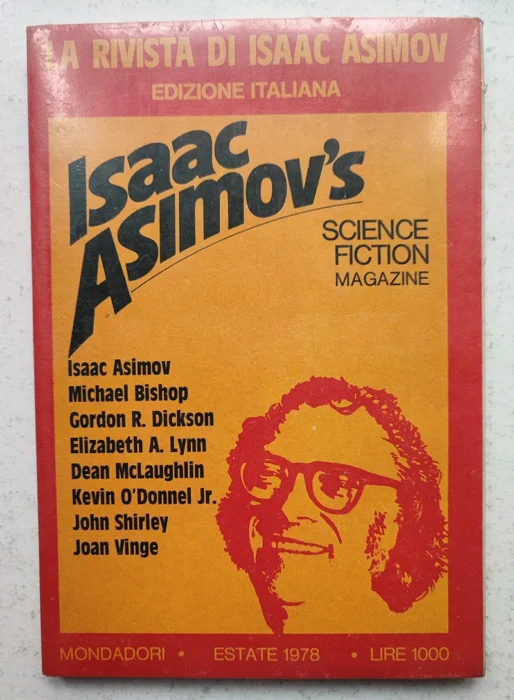 LA RIVISTA DI ISAAC ASIMOV
EDIZIONE ITALIANA
Isaac
Asimov's
SCIENCE
FICTION
MAGAZINE
Isaac Asimov
Michael Bishop
Gordon R. Dickson
Elizabeth A. Lynn
Dean McLaughlin
Kevin O'Donnel Jr.
John Shirley
Joan Vinge
MONDADORI • ESTATE 1978 • LIRE 1000